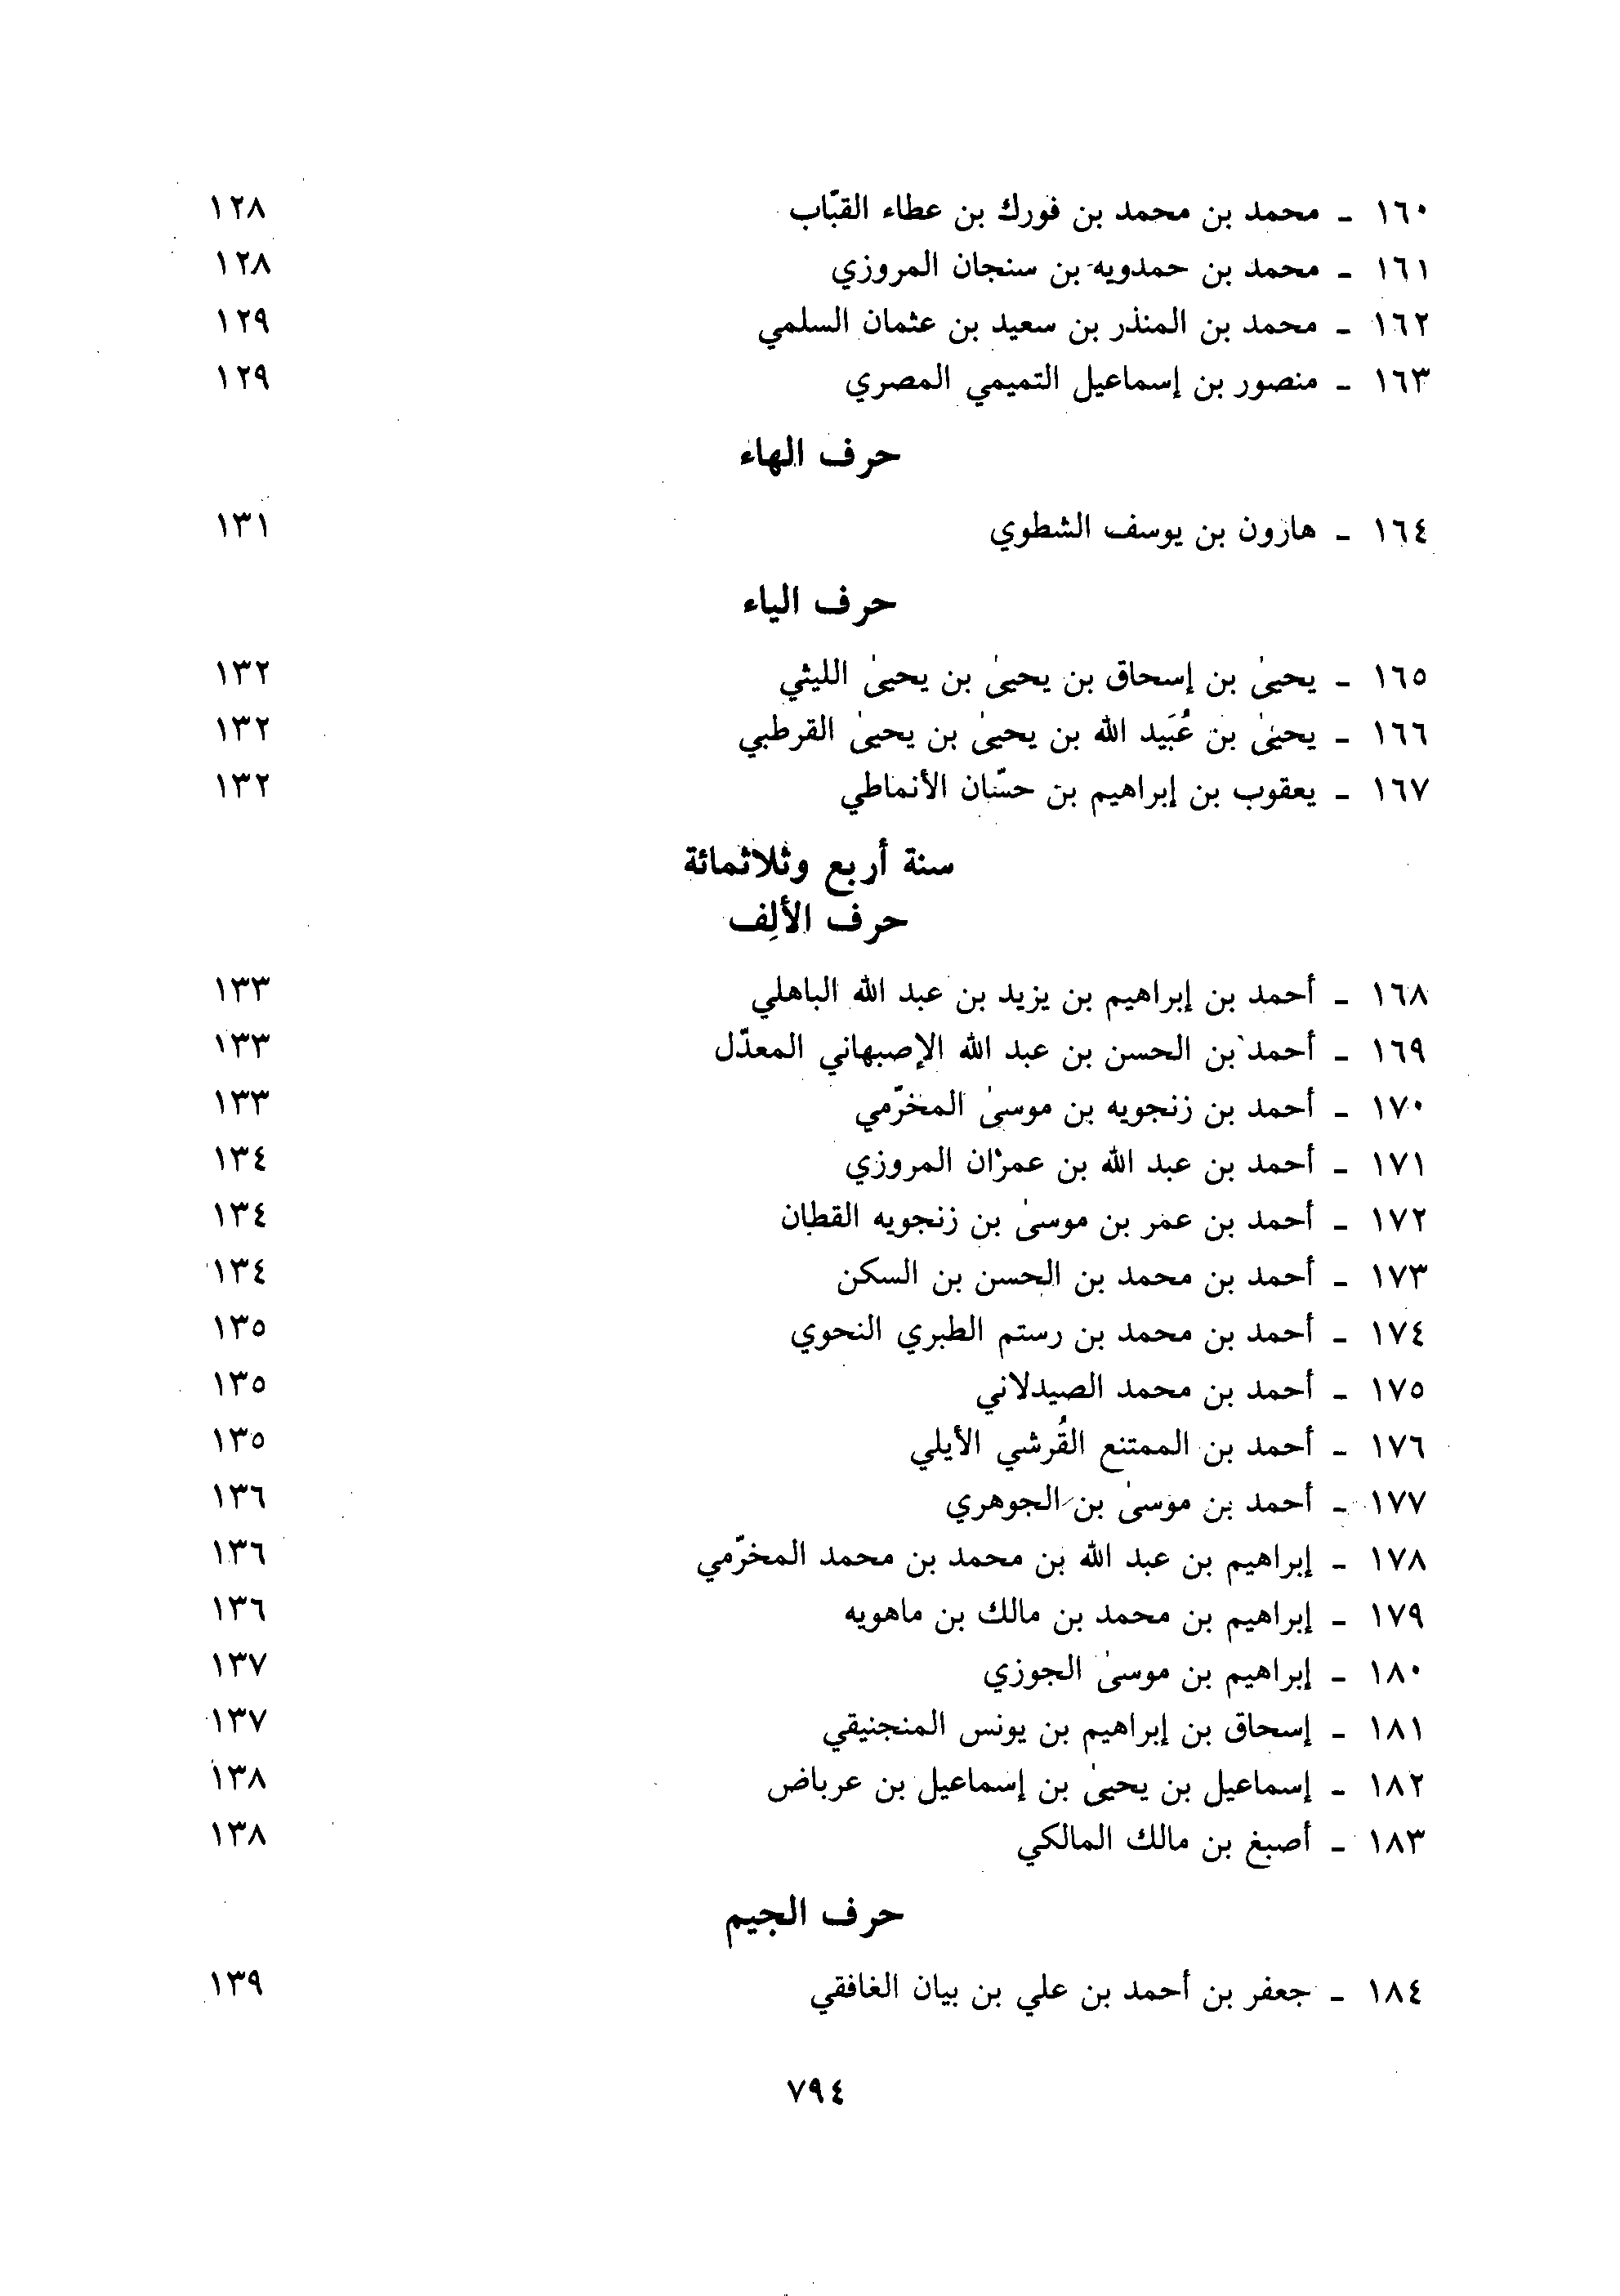 ١٦٠ - محمد بن محمد بن فورك بن عطاء القبّاب ١٢٨
١٦١ - محمد بن حمدويه بن سنجان المروزي ١٢٨
١٦٢ - محمد بن المنذر بن سعيد بن عثمان السلمي ١٢٩
١٦٣ - منصور بن إسماعيل التميمي المصري ١٢٩
حرف الهاء
١٦٤ - هارون بن يوسف الشطوي ١٣١
حرف الياء
١٦٥ - يحيىٰ بن إسحاق بن يحيىٰ بن يحيىٰ الليثي ١٣٢
١٦٦ - يحيىٰ بن عُبَيد الله بن يحيىٰ بن يحيىٰ القرطبي ١٣٢
١٦٧ - يعقوب بن إبراهيم بن حسّان الأنماطي ١٣٢
سنة أربع وثلاثمائة
حرف الألِف
١٦٨ - أحمد بن إبراهيم بن يزيد بن عبد الله الباهلي ١٣٣
١٦٩ - أحمد بن الحسن بن عبد الله الإصبهاني المعدّل ١٣٣
١٧٠ - أحمد بن زنجويه بن موسىٰ المخرّمي ١٣٣
١٧١ - أحمد بن عبد الله بن عمران المروزي ١٣٤
١٧٢ - أحمد بن عمر بن موسىٰ بن زنجويه القطان ١٣٤
١٧٣ - أحمد بن محمد بن الحسن بن السكن ١٣٤
١٧٤ - أحمد بن محمد بن رستم الطبري النحوي ١٣٥
١٧٥ - أحمد بن محمد الصيدلاني ١٣٥
١٧٦ - أحمد بن الممتنع القُرشي الأيلي ١٣٥
١٧٧ - أحمد بن موسىٰ بن الجوهري ١٣٦
١٧٨ - إبراهيم بن عبد الله بن محمد بن محمد المخرّمي ١٣٦
١٧٩ - إبراهيم بن محمد بن مالك بن ماهويه ١٣٦
١٨٠ - إبراهيم بن موسىٰ الجوزي ١٣٧
١٨١ - إسحاق بن إبراهيم بن يونس المنجنيقي ١٣٧
١٨٢ - إسماعيل بن يحيىٰ بن إسماعيل بن عرباض ١٣٨
١٨٣ - أصبغ بن مالك المالكي ١٣٨
حرف الجيم
١٨٤ - جعفر بن أحمد بن علي بن بيان الغافقي ١٣٩
٧٩٤